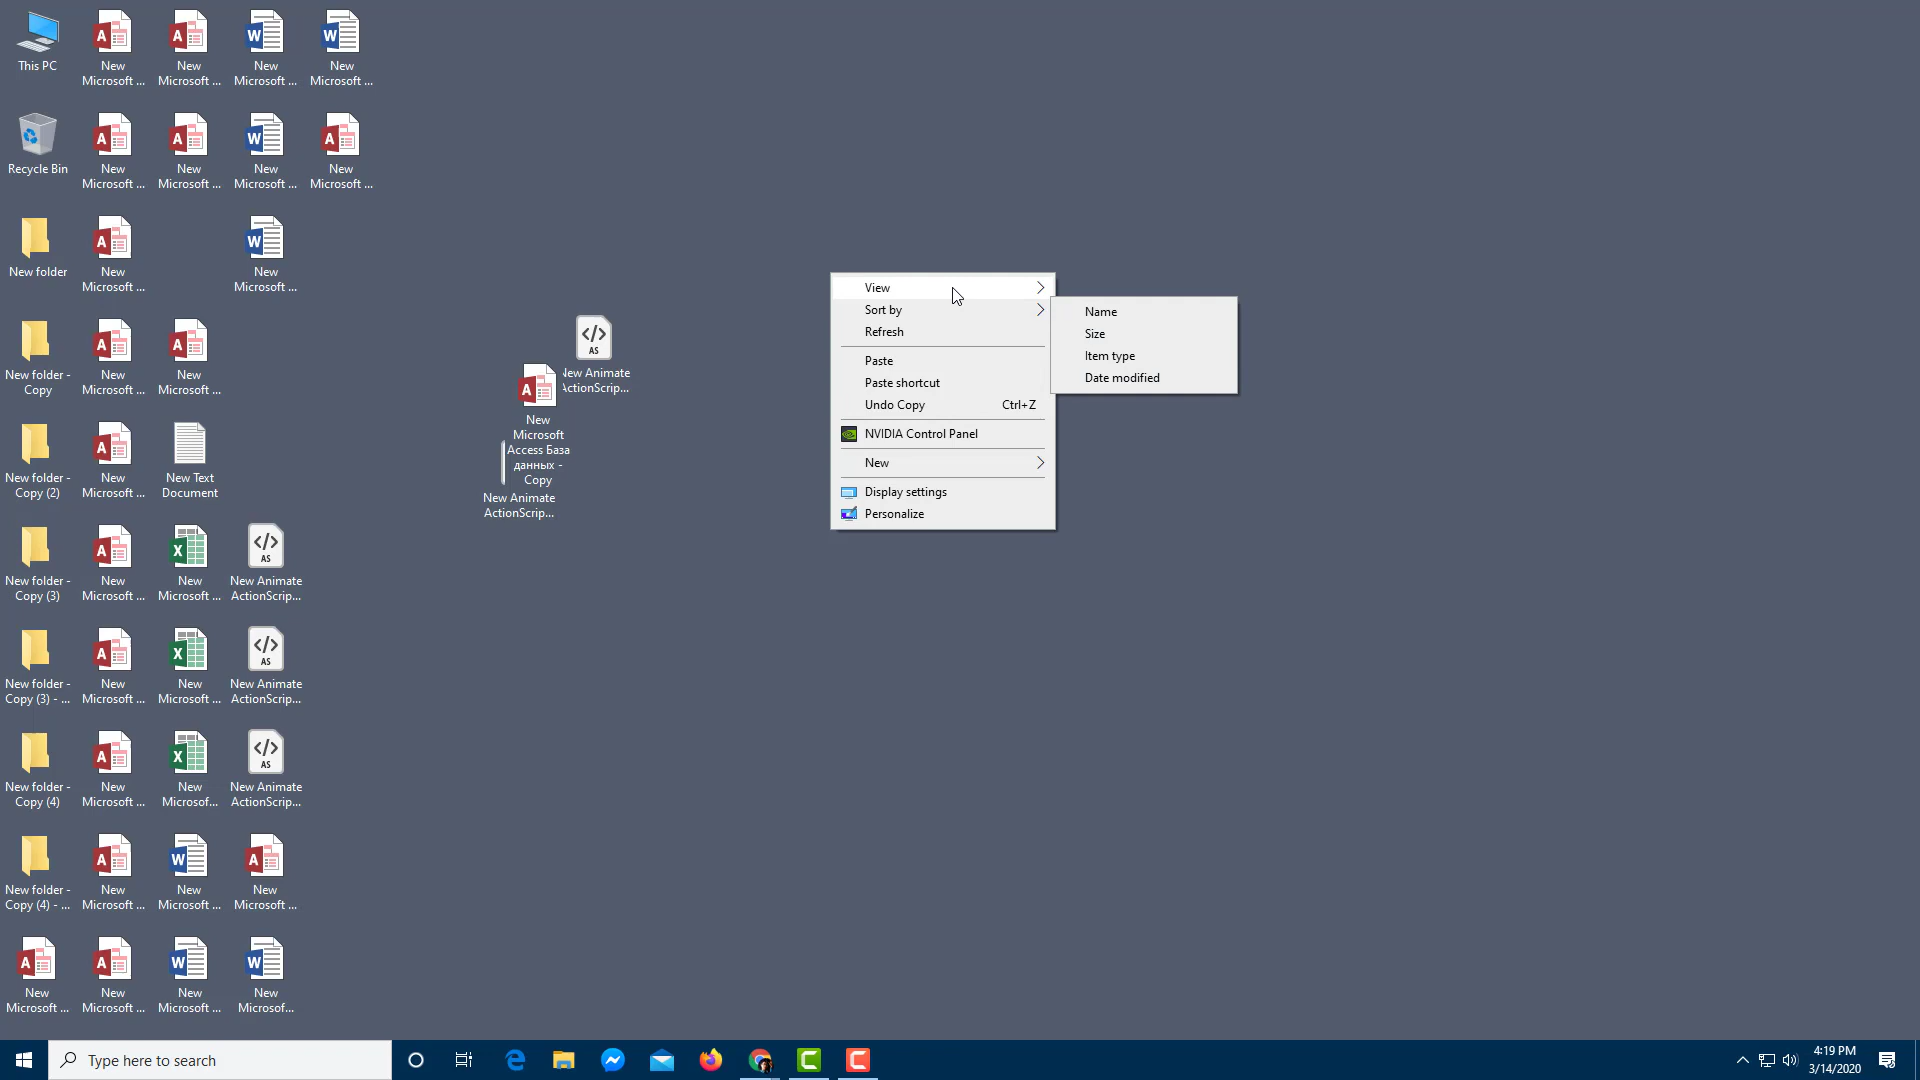 This PC
New
Microsoft ...
New
Microsoft ...
New
Microsoft ...
New
Microsoft ...
Recycle Bin
New
Microsoft ...
New
Microsoft ...
New
Microsoft ...
New
Microsoft ...
New folder
New
Microsoft ...
New
Microsoft ...
New folder -
Copy
New
Microsoft ...
New
Microsoft ...
New folder -
Copy (2)
New
Microsoft ...
New Text
Document
New folder -
Copy (3)
New
Microsoft ...
New
Microsoft ...
New Animate
ActionScrip...
New folder -
Copy (3) - ...
New
Microsoft ...
New
Microsoft ...
New Animate
ActionScrip...
New folder -
Copy (4)
New
Microsoft ...
New
Microsof...
New Animate
ActionScrip...
New folder -
Copy (4) - ...
New
Microsoft ...
New
Microsoft ...
New
Microsoft ...
New
Microsoft ...
New
Microsoft ...
New
Microsoft ...
New
Microsof...
AS
New Animate
ActionScrip...
New
Microsoft
Access База
данных -
Copy
New Animate
ActionScrip...
View
Sort by
Refresh
Paste
Paste shortcut
Undo Copy Ctrl+Z
NVIDIA Control Panel
New
Display settings
Personalize
Name
Size
Item type
Date modified
Type here to search
4:19 PM
3/14/2020